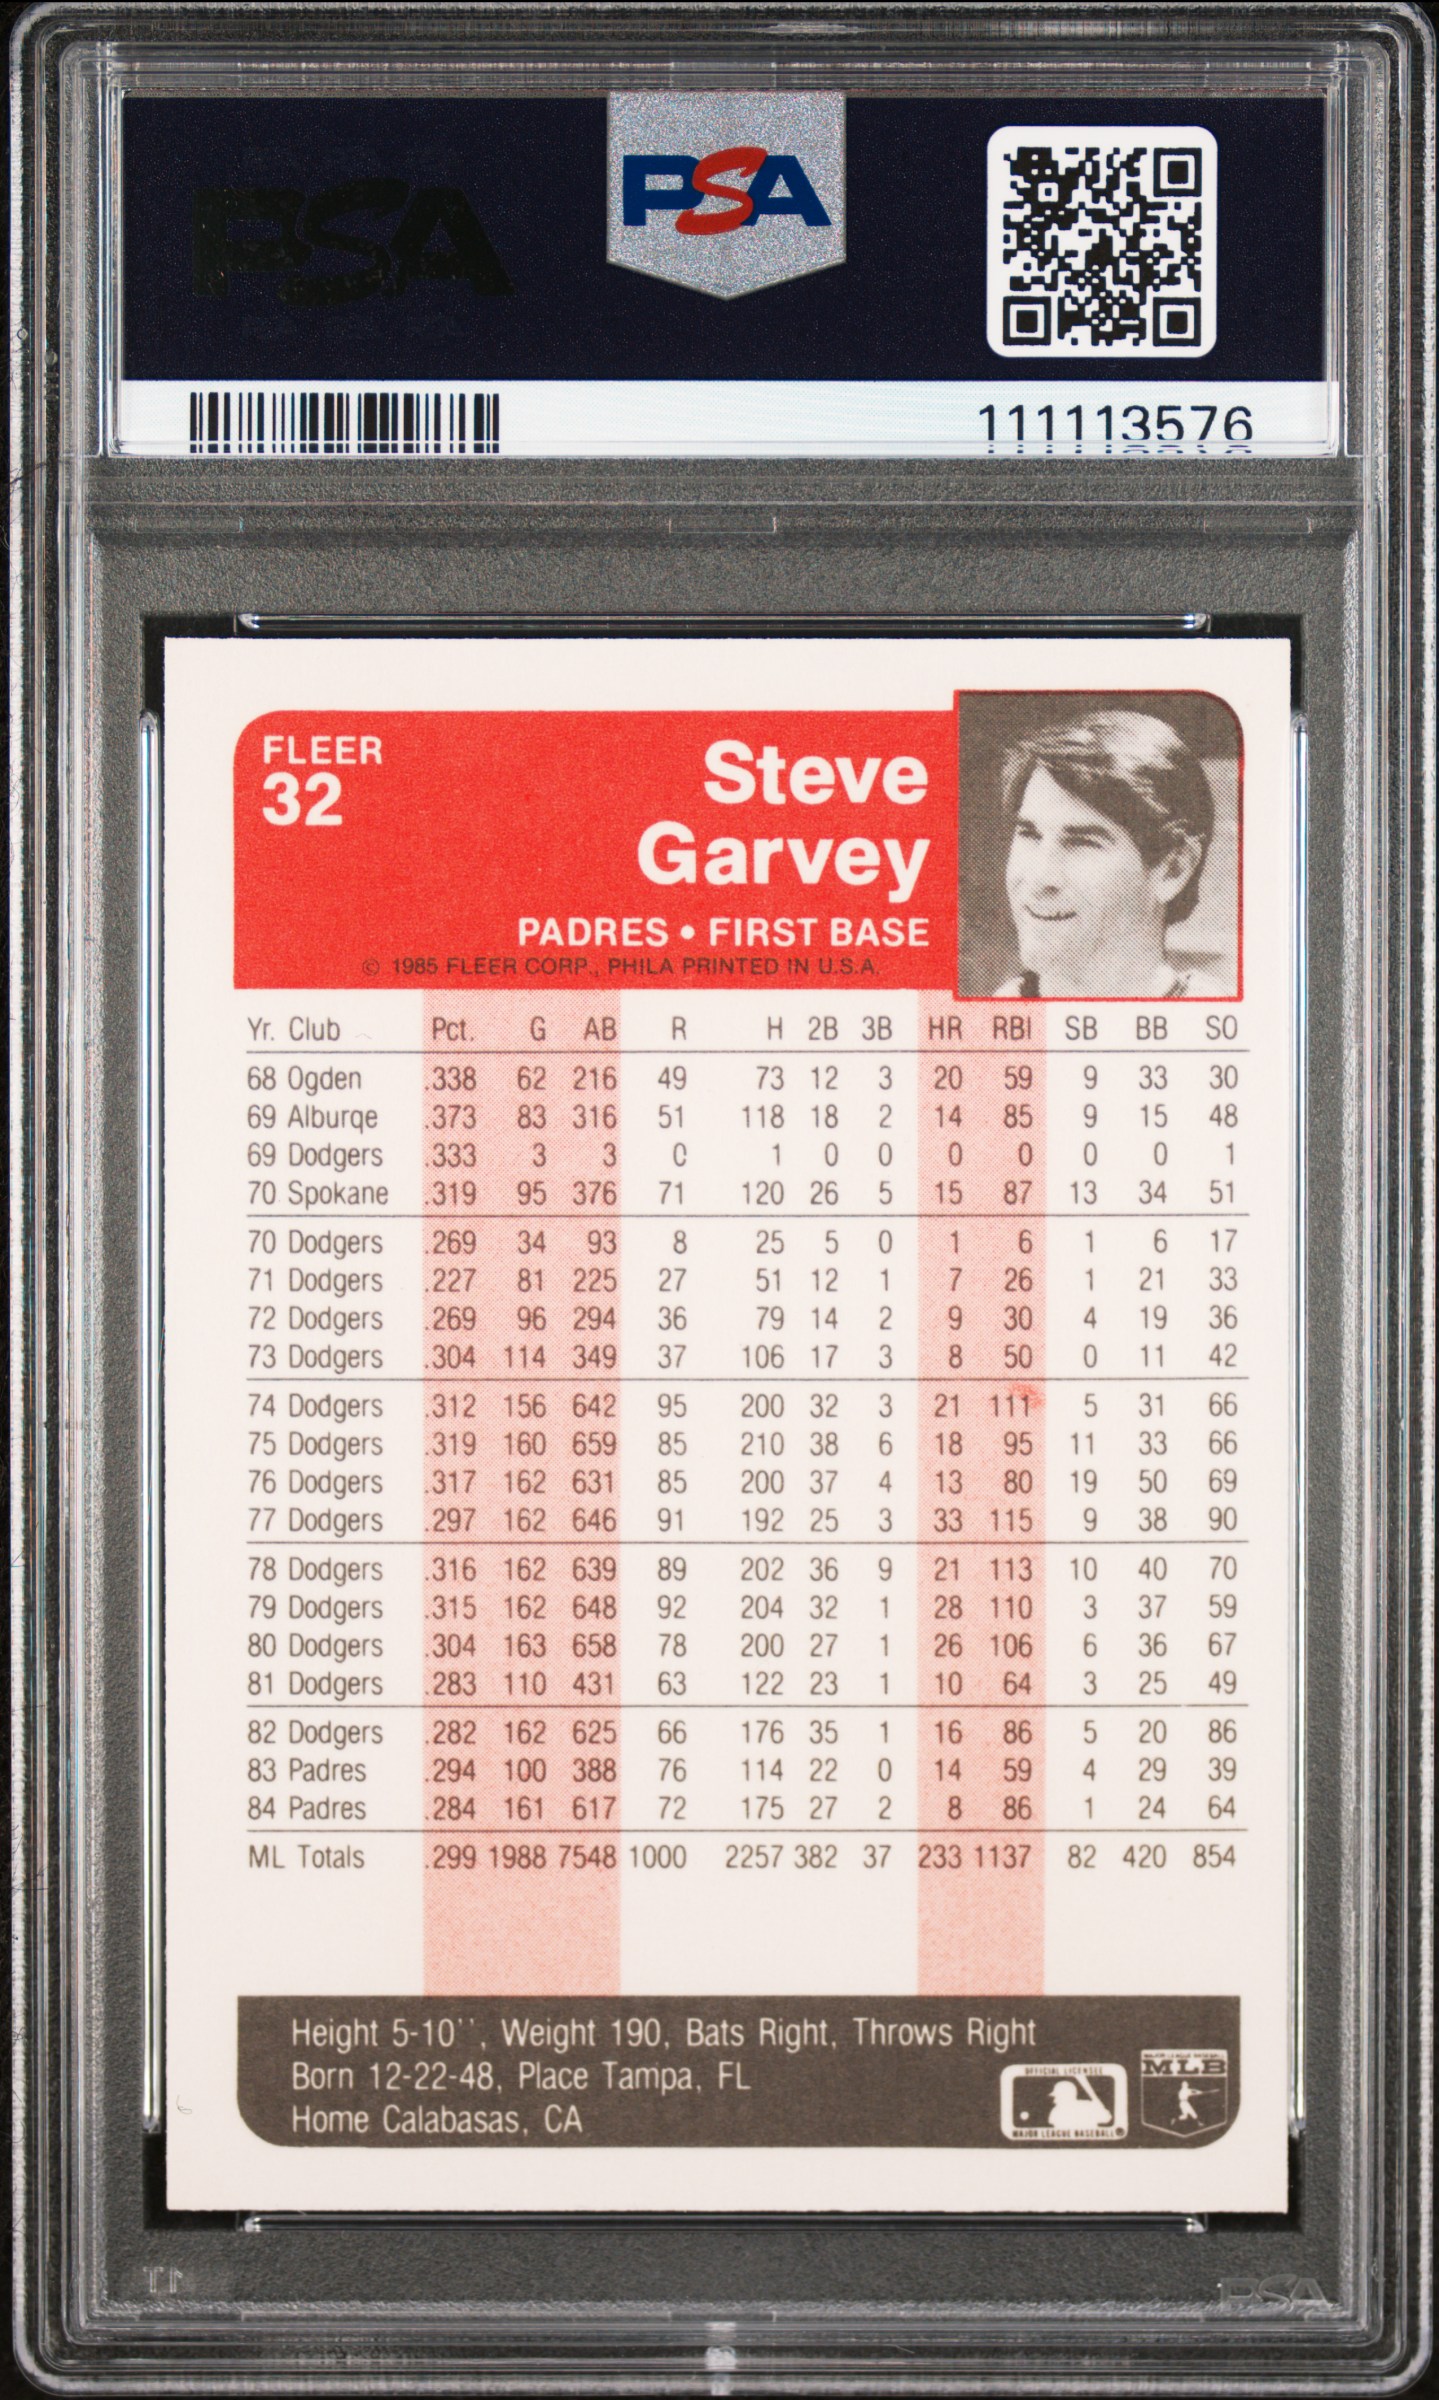 PSA
PSA
111113576
FLEER
32
Steve
Garvey
PADRES • FIRST BASE
© 1985 FLEER CORP., PHILA PRINTED IN U.S.A.
Yr. Club Pct. G AB R H 2B 3B HR RBI SB BB SO
68 Ogden .338 62 216 49 73 12 3 20 59 9 33 30
69 Alburqe .373 83 316 51 118 18 2 14 85 9 15 48
69 Dodgers .333 3 3 0 1 0 0 0 0 0 0 1
70 Spokane .319 95 376 71 120 26 5 15 87 13 34 51
70 Dodgers .269 34 93 8 25 5 0 1 6 1 6 17
71 Dodgers .227 81 225 27 51 12 1 7 26 1 21 33
72 Dodgers .269 96 294 36 79 14 2 9 30 4 19 36
73 Dodgers .304 114 349 37 106 17 3 8 50 0 11 42
74 Dodgers .312 156 642 95 200 32 3 21 111 5 31 66
75 Dodgers .319 160 659 85 210 38 6 18 95 11 33 66
76 Dodgers .317 162 631 85 200 37 4 13 80 19 50 69
77 Dodgers .297 162 646 91 192 25 3 33 115 9 38 90
78 Dodgers .316 162 639 89 202 36 9 21 113 10 40 70
79 Dodgers .315 162 648 92 204 32 1 28 110 3 37 59
80 Dodgers .304 163 658 78 200 27 1 26 106 6 36 67
81 Dodgers .283 110 431 63 122 23 1 10 64 3 25 49
82 Dodgers .282 162 625 66 176 35 1 16 86 5 20 86
83 Padres .294 100 388 76 114 22 0 14 59 4 29 39
84 Padres .284 161 617 72 175 27 2 8 86 1 24 64
ML Totals .299 1988 7548 1000 2257 382 37 233 1137 82 420 854
Height 5-10'', Weight 190, Bats Right, Throws Right
Born 12-22-48, Place Tampa, FL
Home Calabasas, CA
OFFICIAL LICENSEE
MAJOR LEAGUE BASEBALL®
MAJOR LEAGUE BASEBALL
MLB
PSA